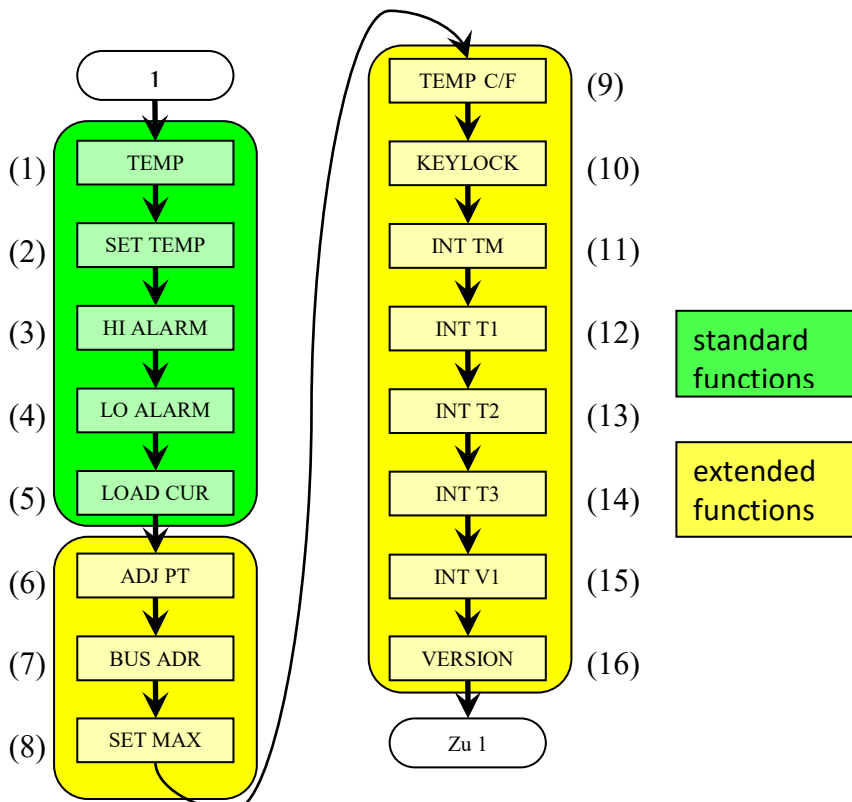 1
(1) TEMP
(2) SET TEMP
(3) HI ALARM
(4) LO ALARM
(5) LOAD CUR
(6) ADJ PT
(7) BUS ADR
(8) SET MAX
TEMP C/F (9)
KEYLOCK (10)
INT TM (11)
INT T1 (12)
INT T2 (13)
INT T3 (14)
INT V1 (15)
VERSION (16)
Zu 1
standard
functions
extended
functions